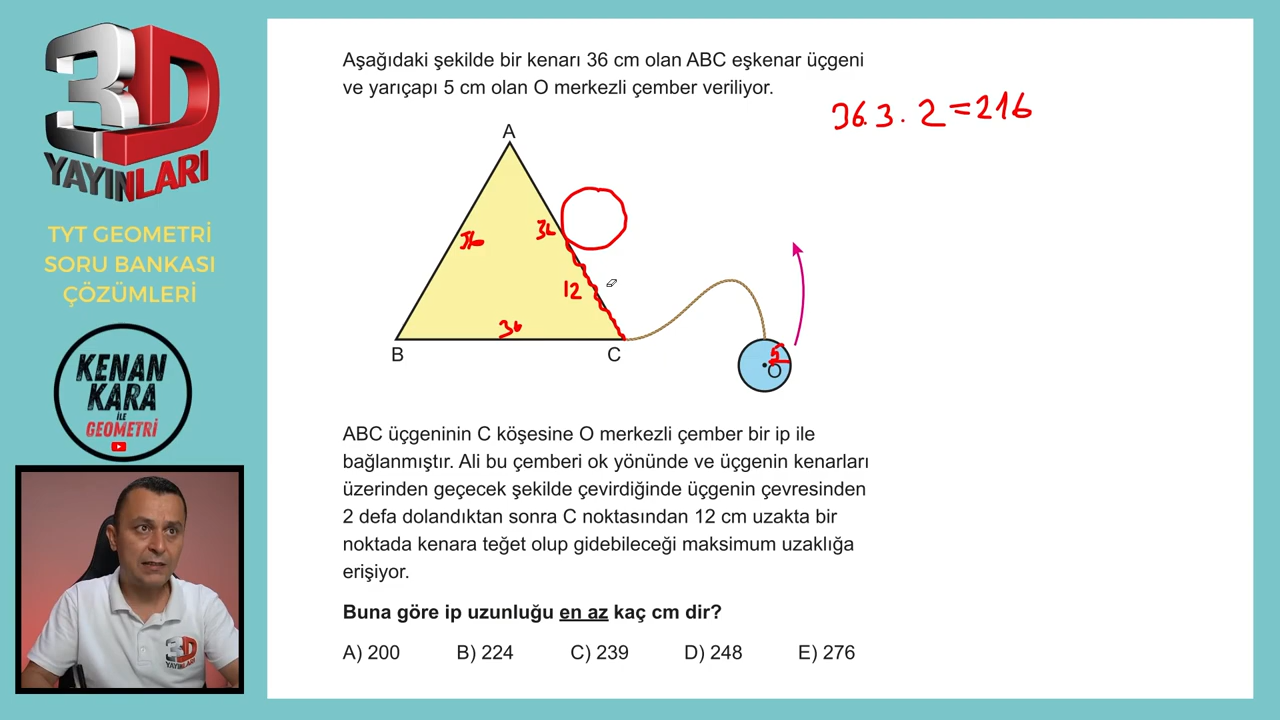 3D
YAYINLARI
TYT GEOMETRİ
SORU BANKASI
ÇÖZÜMLERİ
KENAN
KARA
İLE
GEOMETRİ
3D
YAYINLARI
Aşağıdaki şekilde bir kenarı 36 cm olan ABC eşkenar üçgeni
ve yarıçapı 5 cm olan O merkezli çember veriliyor.
36.3.2=216
A
36
36
12
36
B
C
5
O
ABC üçgeninin C köşesine O merkezli çember bir ip ile
bağlanmıştır. Ali bu çemberi ok yönünde ve üçgenin kenarları
üzerinden geçecek şekilde çevirdiğinde üçgenin çevresinden
2 defa dolandıktan sonra C noktasından 12 cm uzakta bir
noktada kenara teğet olup gidebileceği maksimum uzaklığa
erişiyor.
Buna göre ip uzunluğu en az kaç cm dir?
A) 200 B) 224 C) 239 D) 248 E) 276